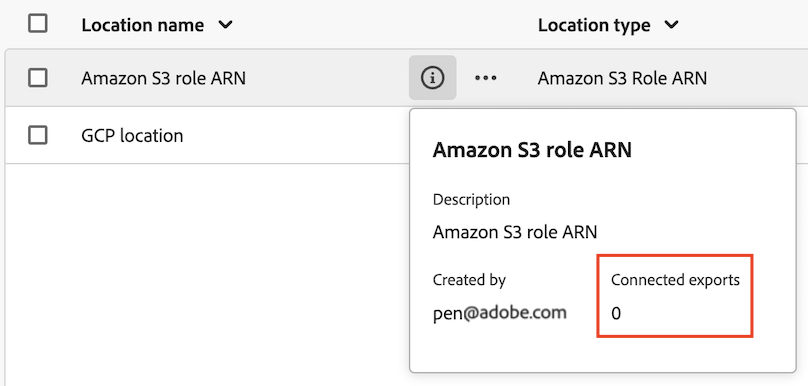 Location name Location type
Amazon S3 role ARN Amazon S3 Role ARN
GCP location
Amazon S3 role ARN
Description
Amazon S3 role ARN
Created by Connected exports
pen@adobe.com 0